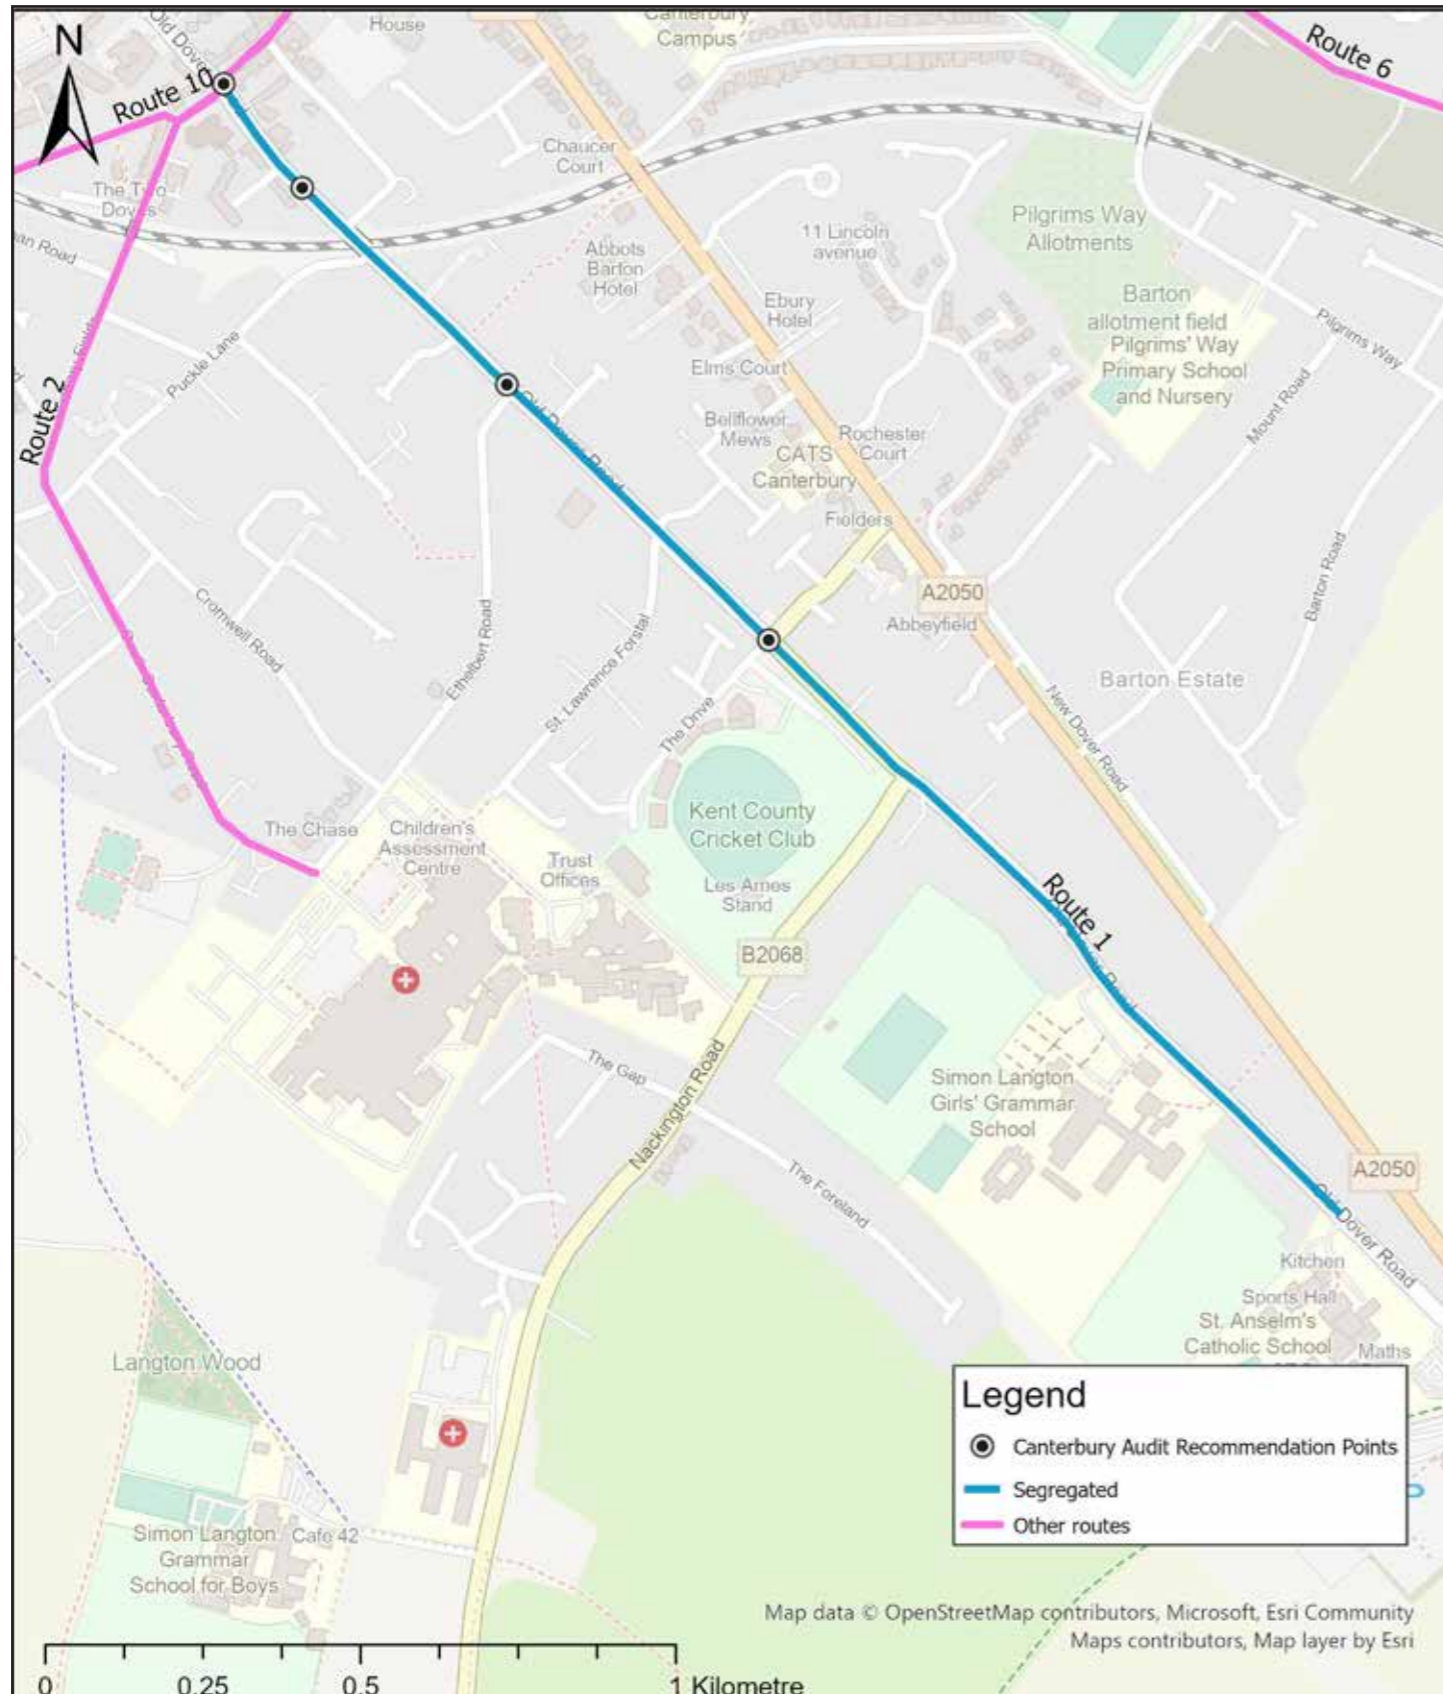 N
House
Canterbury
Campus
Route 6
Route 10
Chaucer
Court
The Two
Doves
Pilgrims Way
Allotments
11 Lincoln
avenue
Abbots
Barton
Hotel
Ebury
Hotel
Barton
allotment field
Pilgrims' Way
Primary School
and Nursery
Pilgrims Way
Puckle Lane
Elms Court
Mount Road
Route 2
Old Dover Road
Bellflower
Mews
Rochester
Court
CATS
Canterbury
Fielders
A2050
Abbeyfield
Barton Road
Cromwell Road
Ethelbert Road
St. Lawrence Forstal
The Drive
Barton Estate
New Dover Road
Kent County
Cricket Club
The Chase
Children's
Assessment
Centre
Trust
Offices
Les Ames
Stand
Route 1
B2068
The Gap
Nackington Road
Simon Langton
Girls' Grammar
School
The Foreland
A2050
Old Dover Road
Kitchen
Sports Hall
St. Anselm's
Catholic School
Maths
Langton Wood
Legend
Canterbury Audit Recommendation Points
Segregated
Other routes
Simon Langton
Grammar
School for Boys
Cafe 42
Map data © OpenStreetMap contributors, Microsoft, Esri Community
Maps contributors, Map layer by Esri
0 0.25 0.5 1 Kilometre